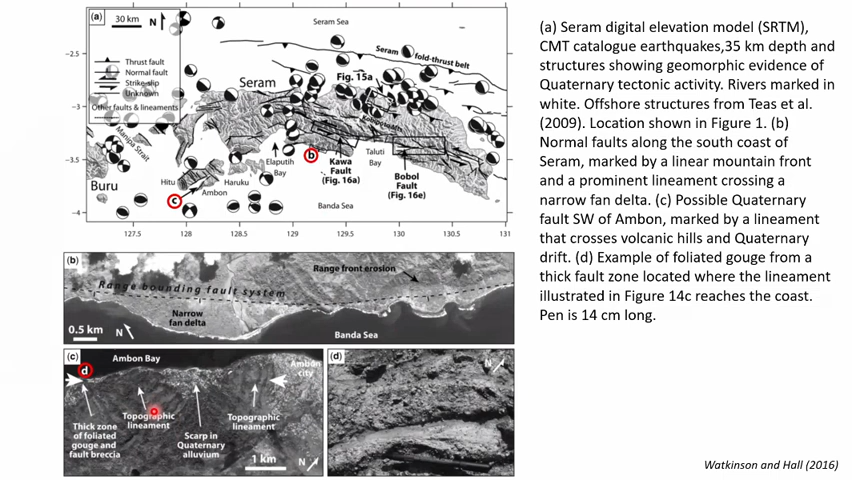 (a)
30 km
N
Thrust fault
Normal fault
Strike-slip
Unknown
Other faults & lineaments
Seram Sea
Seram fold-thrust belt
Seram
Fig. 15a
Manipa Strait
Buru
Hitu
Ambon
Haruku
Elaputih
Bay
b
Kawa
Fault
(Fig. 16a)
Taluti
Bay
Bobol
Fault
(Fig. 16e)
Banda Sea
c
-2.5
-3
-3.5
-4
127.5
128
128.5
129
129.5
130
130.5
131
(b)
Range bounding fault system
Range front erosion
Narrow
fan delta
0.5 km
N
Banda Sea
(c)
Ambon Bay
Ambon
city
d
Thick zone
of foliated
gouge and
fault breccia
Topographic
lineament
Scarp in
Quaternary
alluvium
Topographic
lineament
1 km
N
(d)
N
(a) Seram digital elevation model (SRTM),
CMT catalogue earthquakes,35 km depth and
structures showing geomorphic evidence of
Quaternary tectonic activity. Rivers marked in
white. Offshore structures from Teas et al.
(2009). Location shown in Figure 1. (b)
Normal faults along the south coast of
Seram, marked by a linear mountain front
and a prominent lineament crossing a
narrow fan delta. (c) Possible Quaternary
fault SW of Ambon, marked by a lineament
that crosses volcanic hills and Quaternary
drift. (d) Example of foliated gouge from a
thick fault zone located where the lineament
illustrated in Figure 14c reaches the coast.
Pen is 14 cm long.
Watkinson and Hall (2016)